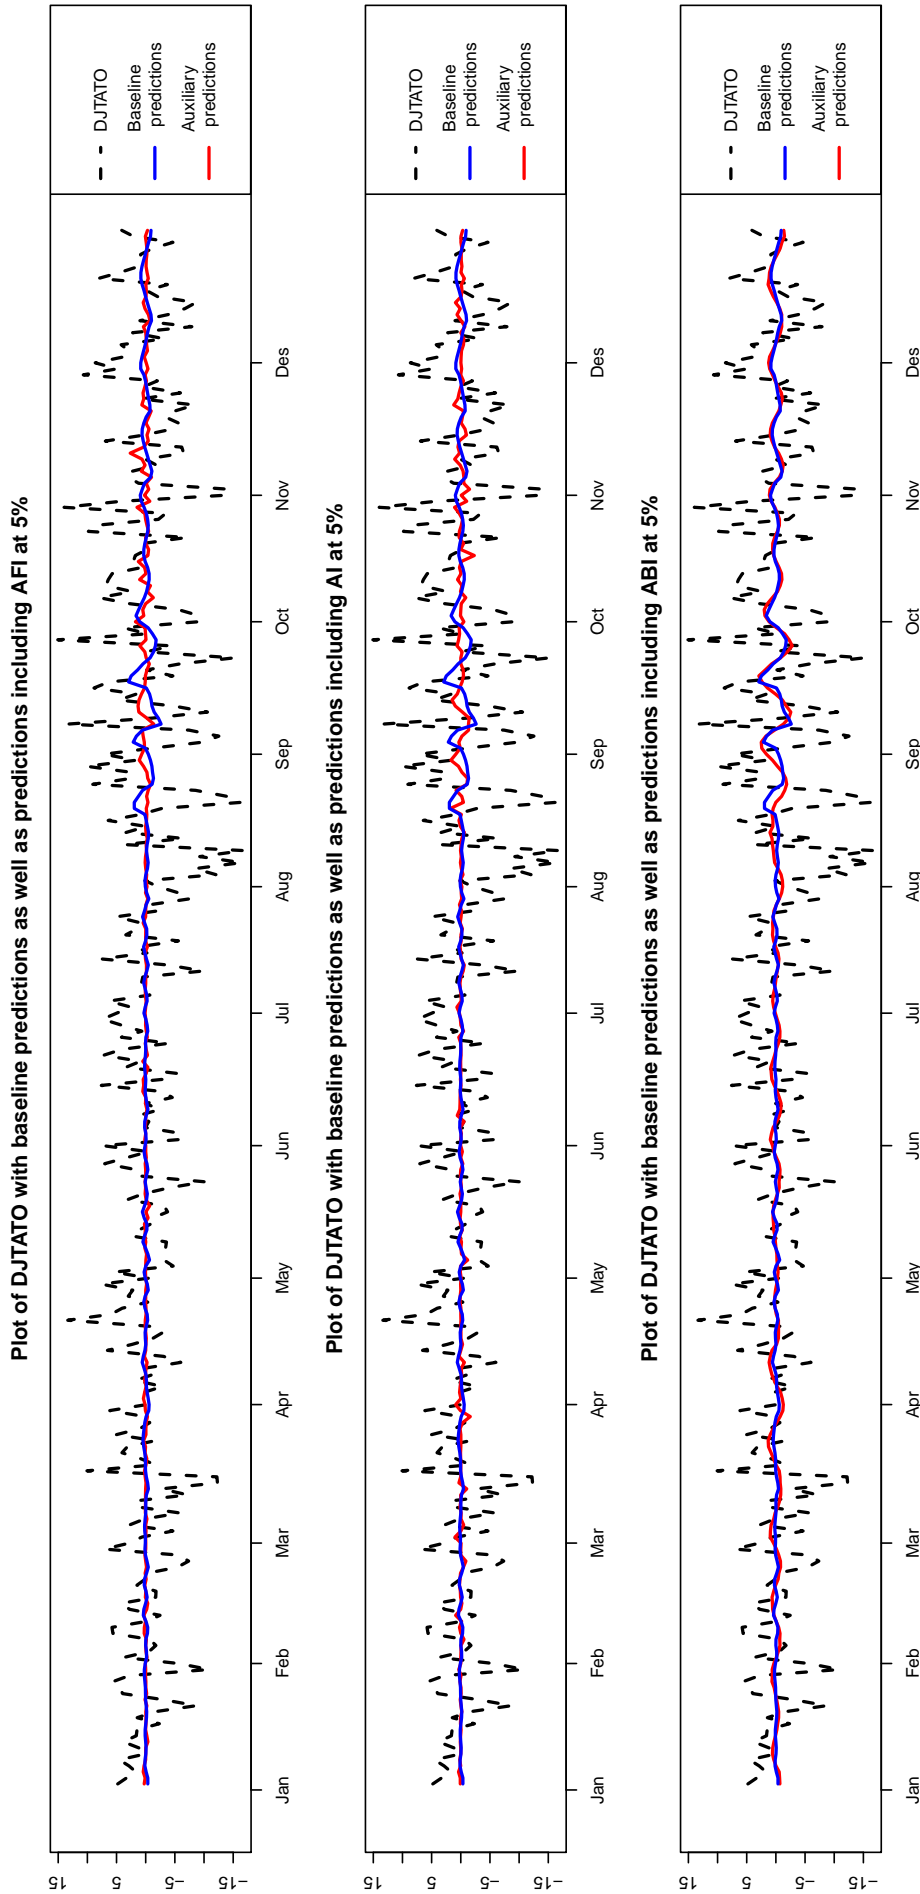 Plot of DJTATO with baseline predictions as well as predictions including AFI at 5%
15
5
−5
−15
Jan
Feb
Mar
Apr
May
Jun
Jul
Aug
Sep
Oct
Nov
Des
DJTATO
Baseline
predictions
Auxiliary
predictions
Plot of DJTATO with baseline predictions as well as predictions including AI at 5%
15
5
−5
−15
Jan
Feb
Mar
Apr
May
Jun
Jul
Aug
Sep
Oct
Nov
Des
DJTATO
Baseline
predictions
Auxiliary
predictions
Plot of DJTATO with baseline predictions as well as predictions including ABI at 5%
15
5
−5
−15
Jan
Feb
Mar
Apr
May
Jun
Jul
Aug
Sep
Oct
Nov
Des
DJTATO
Baseline
predictions
Auxiliary
predictions